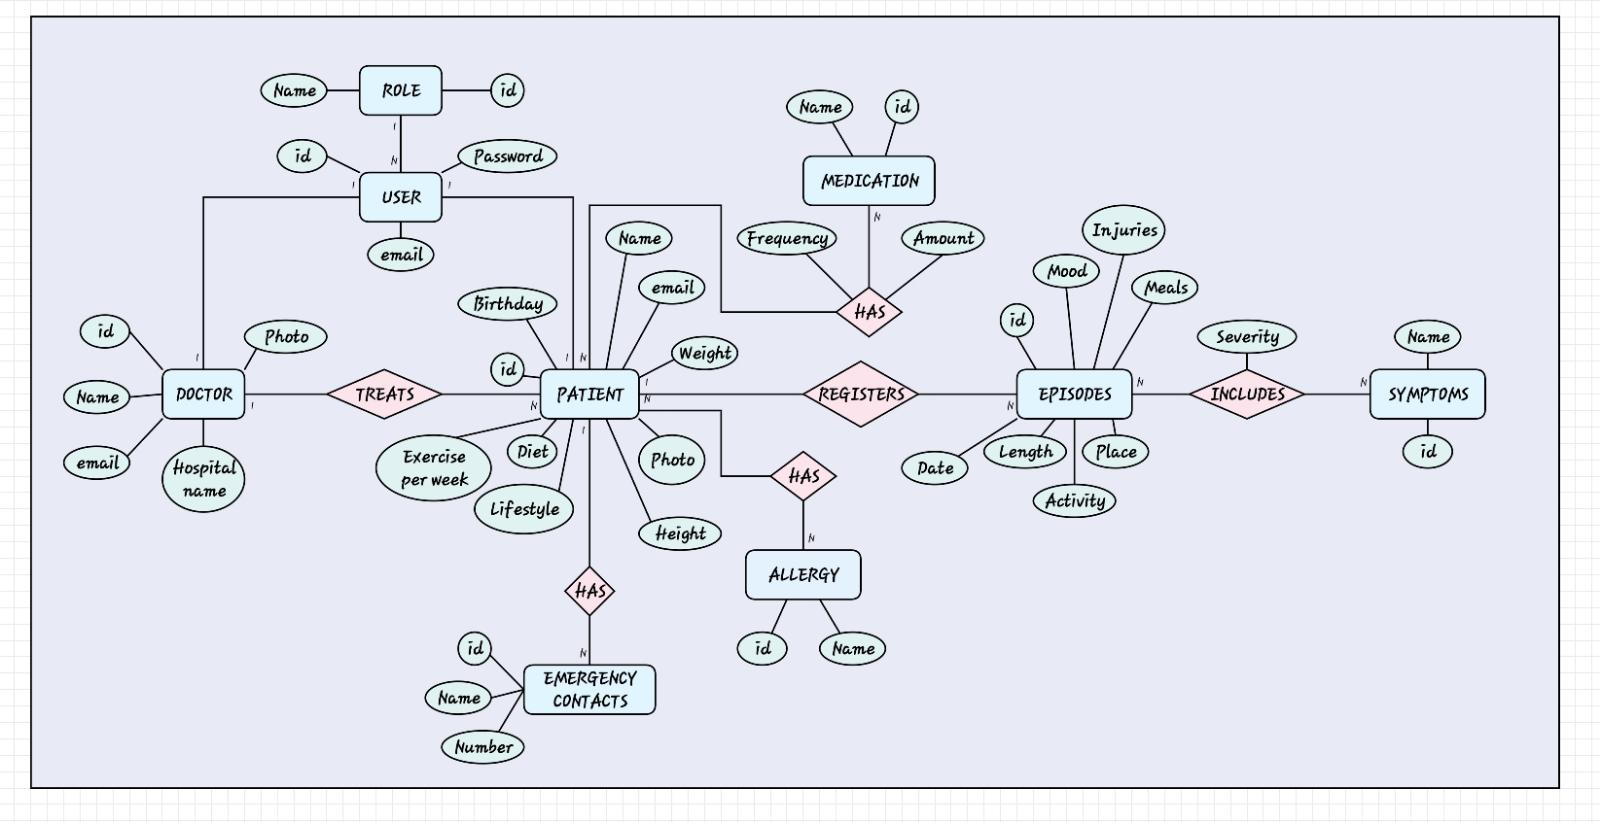 Name
ROLE
id
1
N
id
Password
1
USER
1
email
Name
id
MEDICATION
N
Frequency
Amount
HAS
Name
email
Birthday
Weight
id
1
N
PATIENT
1
N
N
1
id
Photo
1
Name
DOCTOR
1
email
Hospital
name
TREATS
Exercise
per week
Diet
Lifestyle
Photo
Height
REGISTERS
HAS
N
ALLERGY
id
Name
Injuries
Mood
Meals
id
N
EPISODES
N
Date
Length
Place
Activity
Severity
INCLUDES
Name
N
SYMPTOMS
id
HAS
N
id
EMERGENCY
CONTACTS
Name
Number